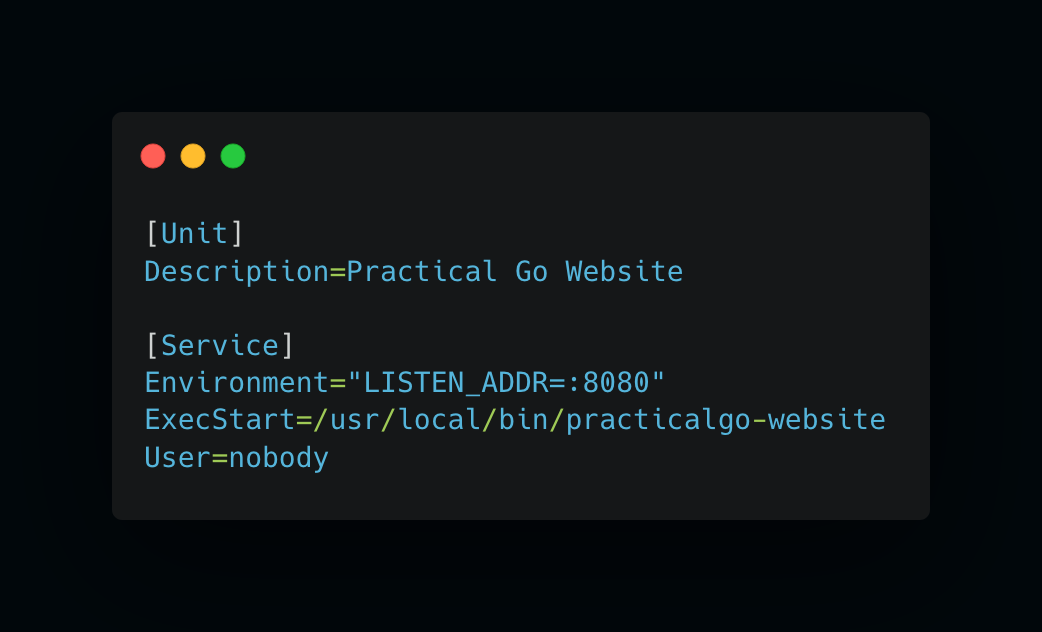 [Unit]
Description=Practical Go Website
[Service]
Environment="LISTEN_ADDR=:8080"
ExecStart=/usr/local/bin/practicalgo-website
User=nobody